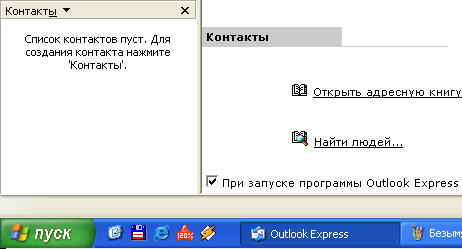 Контакты
Список контактов пуст. Для
создания контакта нажмите
'Контакты'.
Контакты
Открыть адресную книгу
Найти людей...
При запуске программы Outlook Express
пуск
120%
Outlook Express
Безым